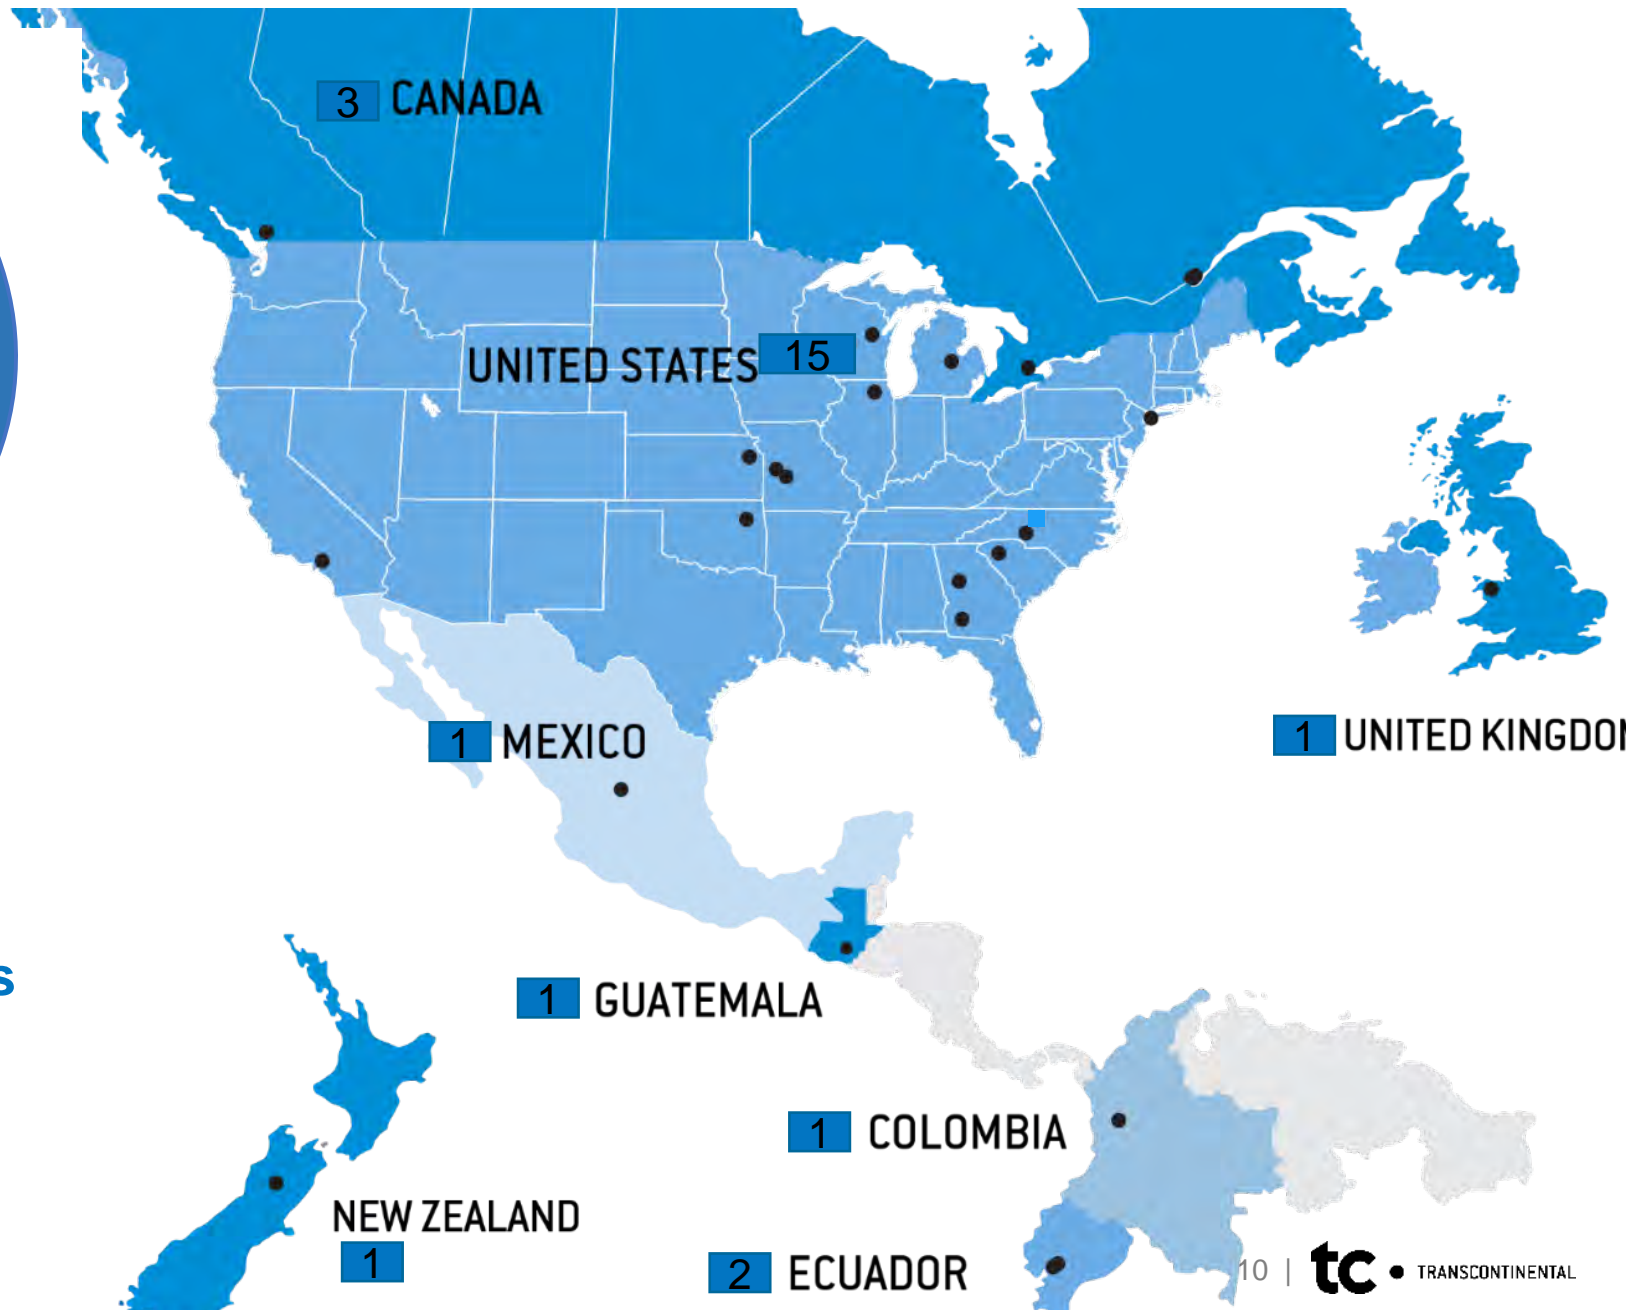 3 CANADA
UNITED STATES 15
1 MEXICO
1 UNITED KINGDOM
s
1 GUATEMALA
1 COLOMBIA
NEW ZEALAND
1
2 ECUADOR
10 | tc • TRANSCONTINENTAL